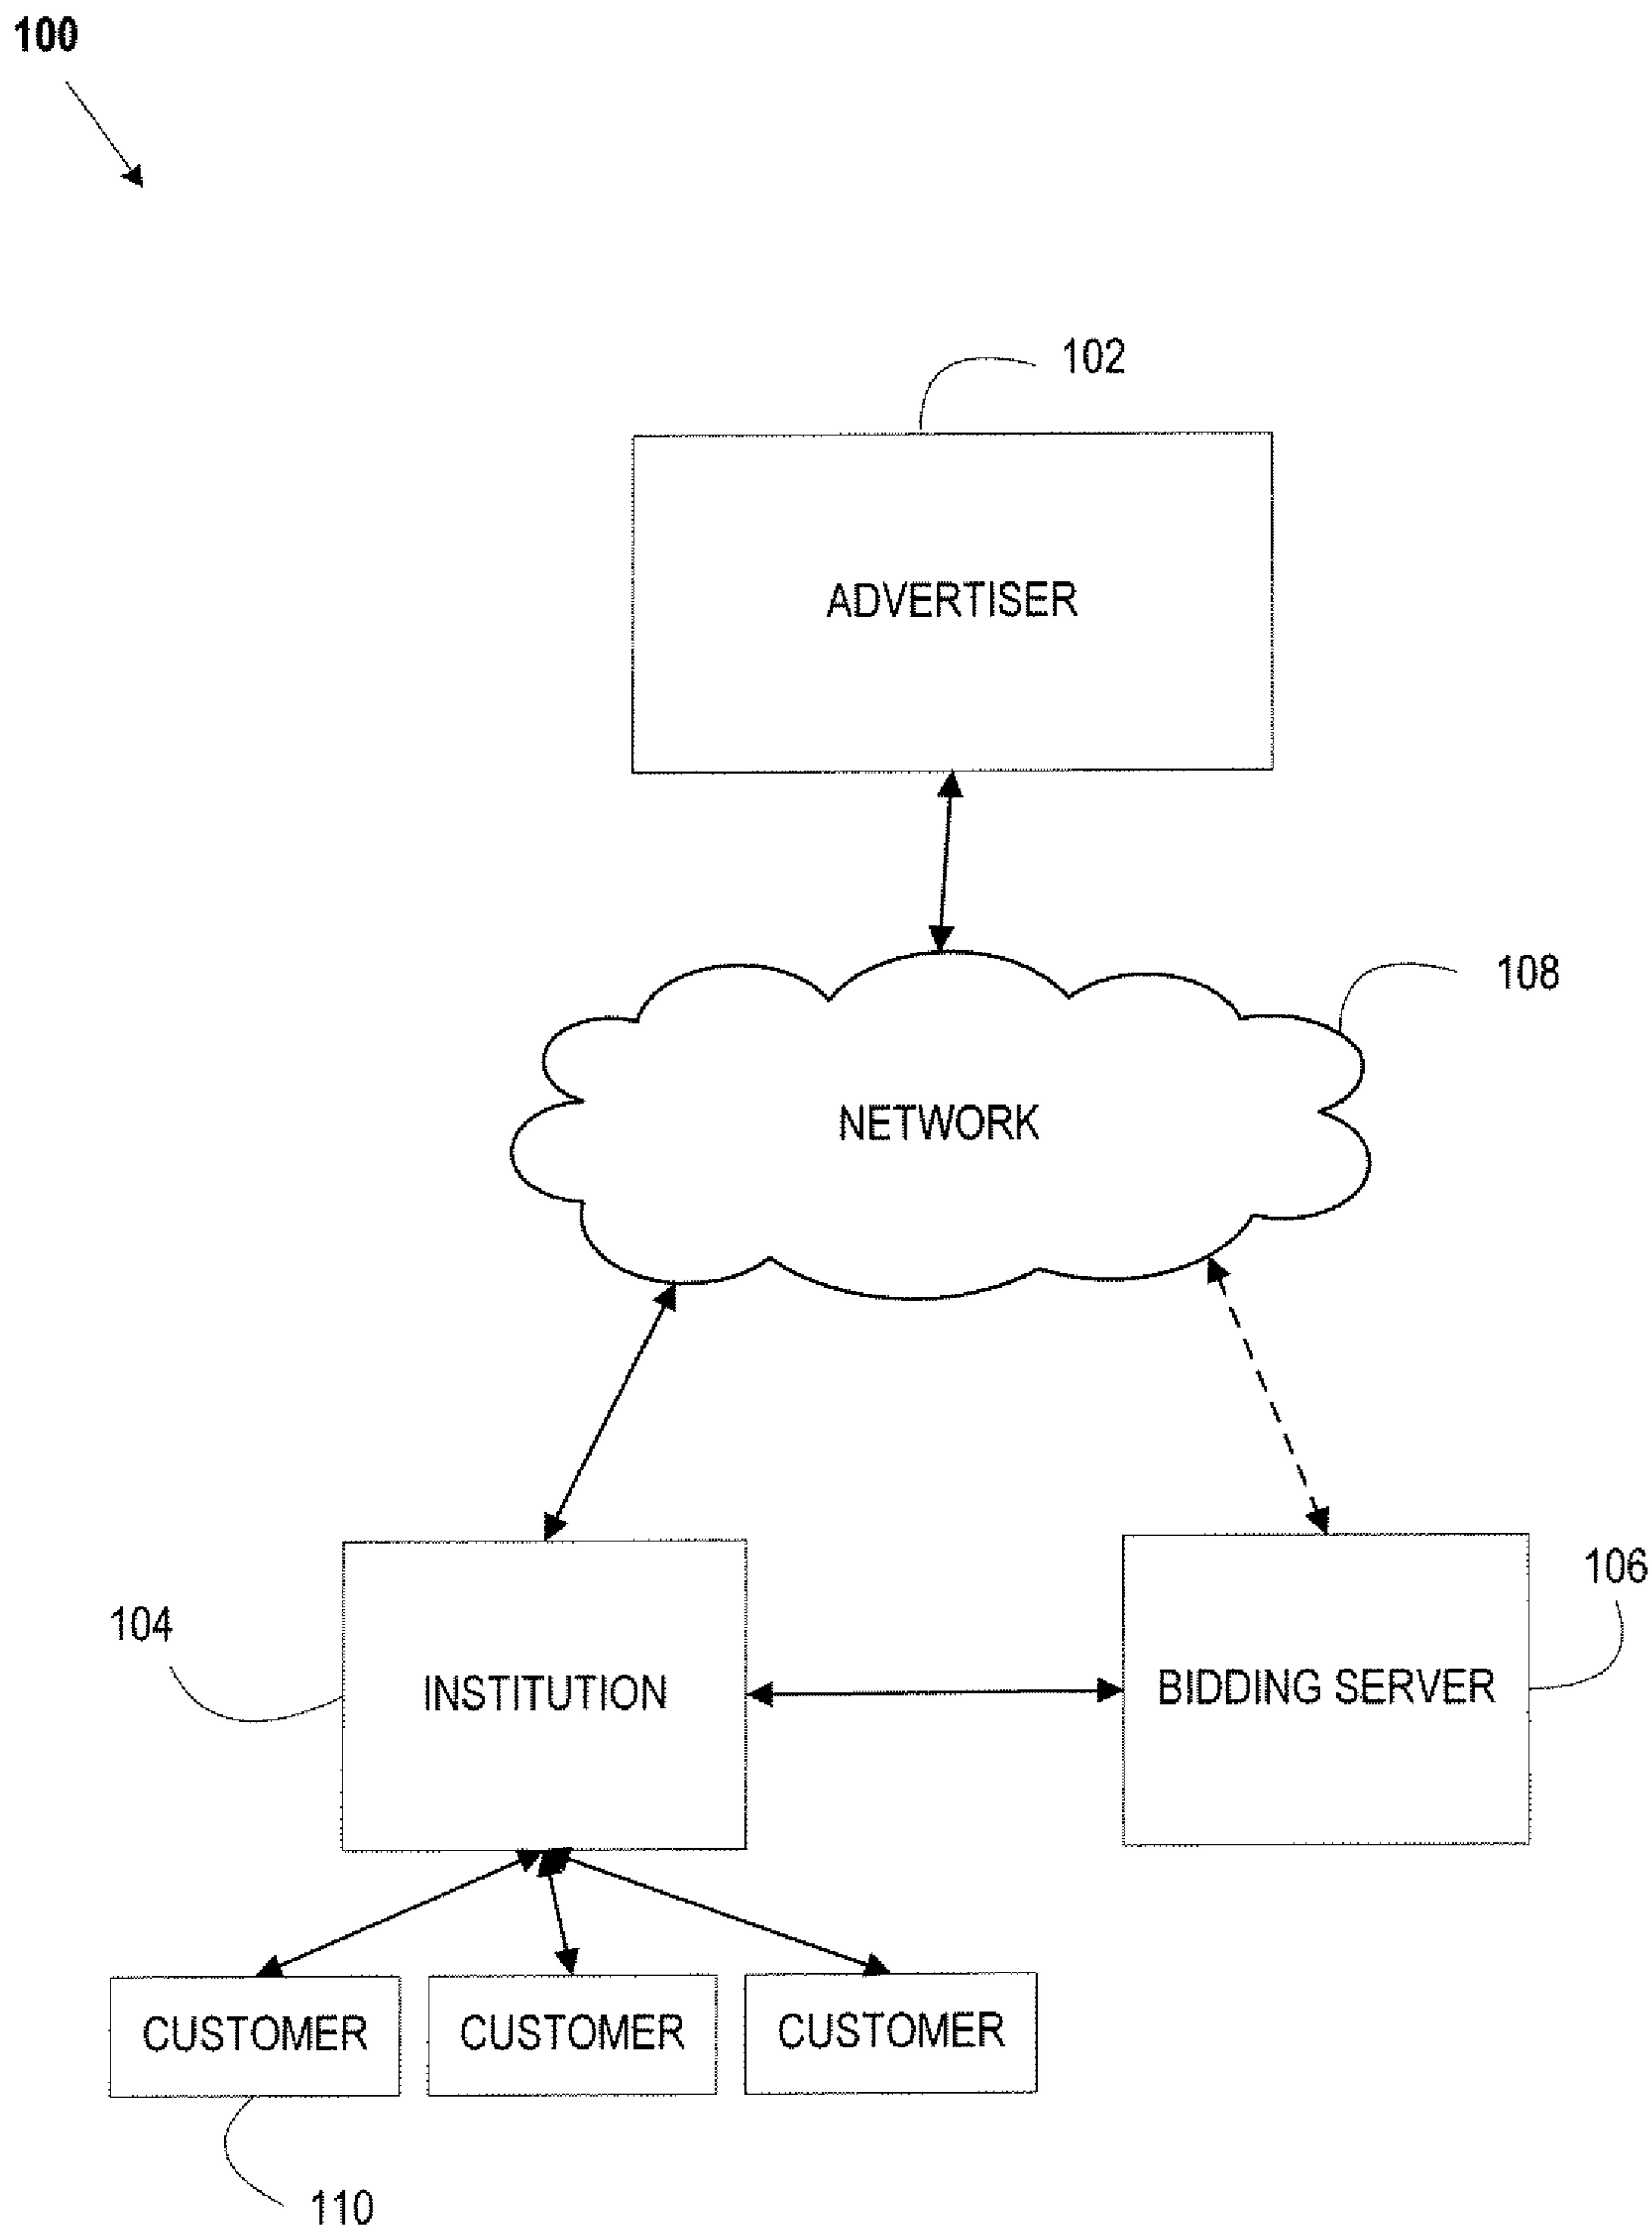 100
102
ADVERTISER
108
NETWORK
106
104
INSTITUTION
BIDDING SERVER
CUSTOMER
CUSTOMER
CUSTOMER
110